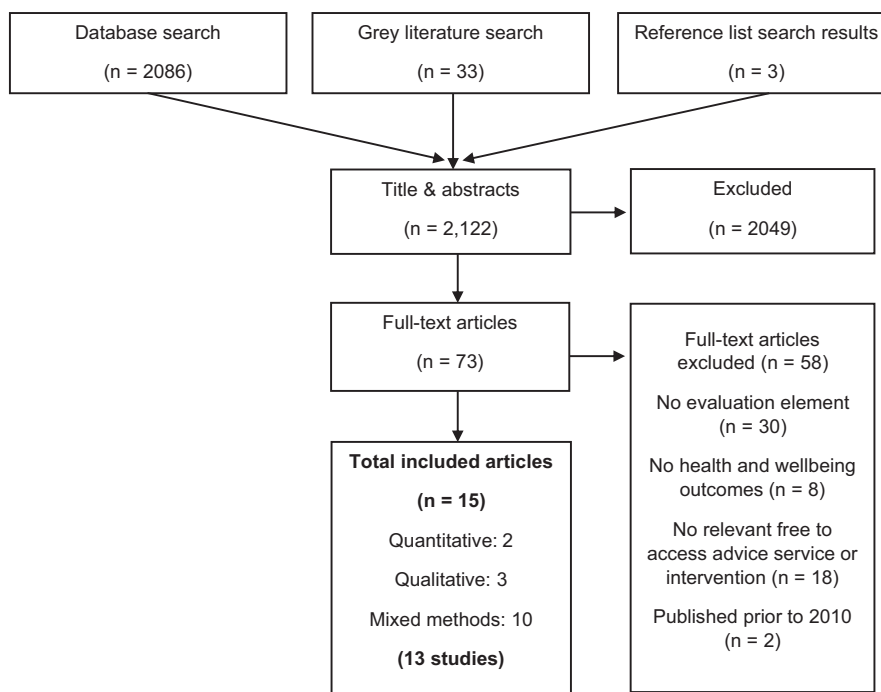 Database search
(n = 2086)
Grey literature search
(n = 33)
Reference list search results
(n = 3)
Title & abstracts
(n = 2,122)
Excluded
(n = 2049)
Full-text articles
(n = 73)
Full-text articles
excluded (n = 58)
No evaluation element
(n = 30)
No health and wellbeing
outcomes (n = 8)
No relevant free to
access advice service or
intervention (n = 18)
Published prior to 2010
(n = 2)
Total included articles
(n = 15)
Quantitative: 2
Qualitative: 3
Mixed methods: 10
(13 studies)